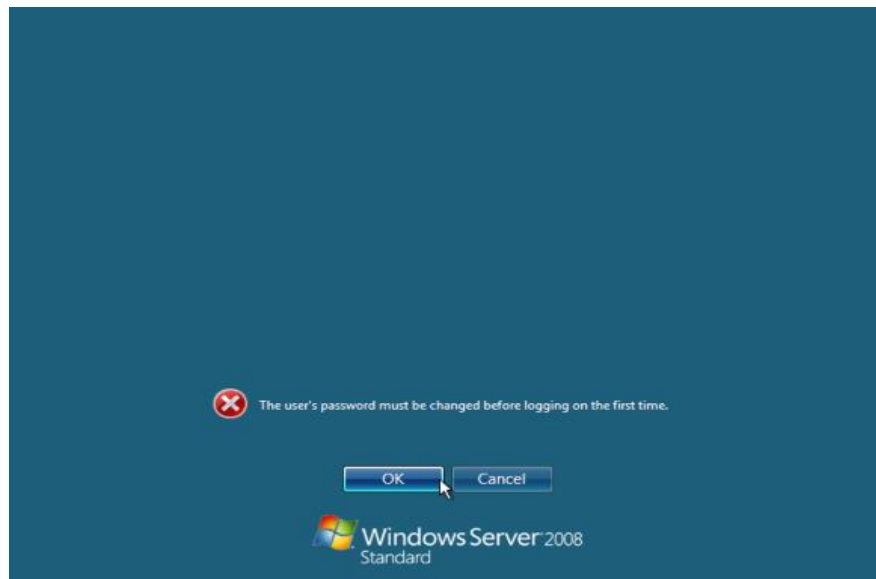 The user's password must be changed before logging on the first time.
OK
Cancel
Windows Server 2008
Standard